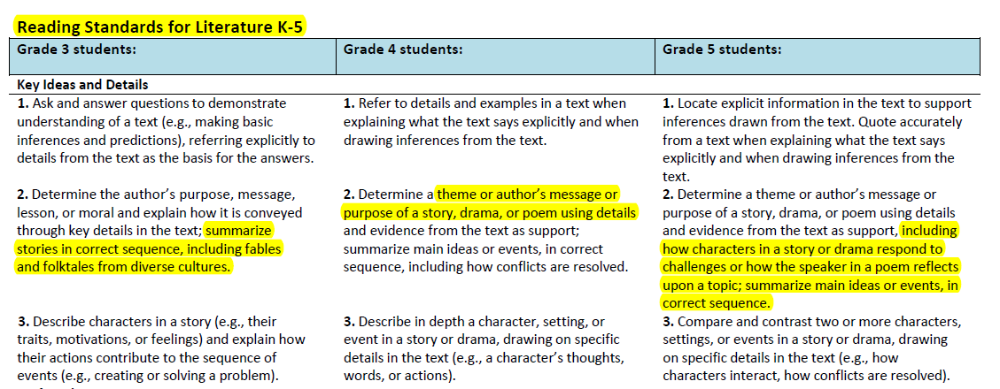 Reading Standards for Literature K-5
Grade 3 students:
Grade 4 students:
Grade 5 students:
Key Ideas and Details
1. Ask and answer questions to demonstrate
understanding of a text (e.g., making basic
inferences and predictions), referring explicitly to
details from the text as the basis for the answers.
1. Refer to details and examples in a text when
explaining what the text says explicitly and when
drawing inferences from the text.
1. Locate explicit information in the text to support
inferences drawn from the text. Quote accurately
from a text when explaining what the text says
explicitly and when drawing inferences from the
text.
2. Determine the author’s purpose, message,
lesson, or moral and explain how it is conveyed
through key details in the text; summarize
stories in correct sequence, including fables
and folktales from diverse cultures.
2. Determine a theme or author’s message or
purpose of a story, drama, or poem using details
and evidence from the text as support;
summarize main ideas or events, in correct
sequence, including how conflicts are resolved.
2. Determine a theme or author’s message or
purpose of a story, drama, or poem using details
and evidence from the text as support, including
how characters in a story or drama respond to
challenges or how the speaker in a poem reflects
upon a topic; summarize main ideas or events, in
correct sequence.
3. Describe characters in a story (e.g., their
traits, motivations, or feelings) and explain how
their actions contribute to the sequence of
events (e.g., creating or solving a problem).
3. Describe in depth a character, setting, or
event in a story or drama, drawing on specific
details in the text (e.g., a character’s thoughts,
words, or actions).
3. Compare and contrast two or more characters,
settings, or events in a story or drama, drawing
on specific details in the text (e.g., how
characters interact, how conflicts are resolved).